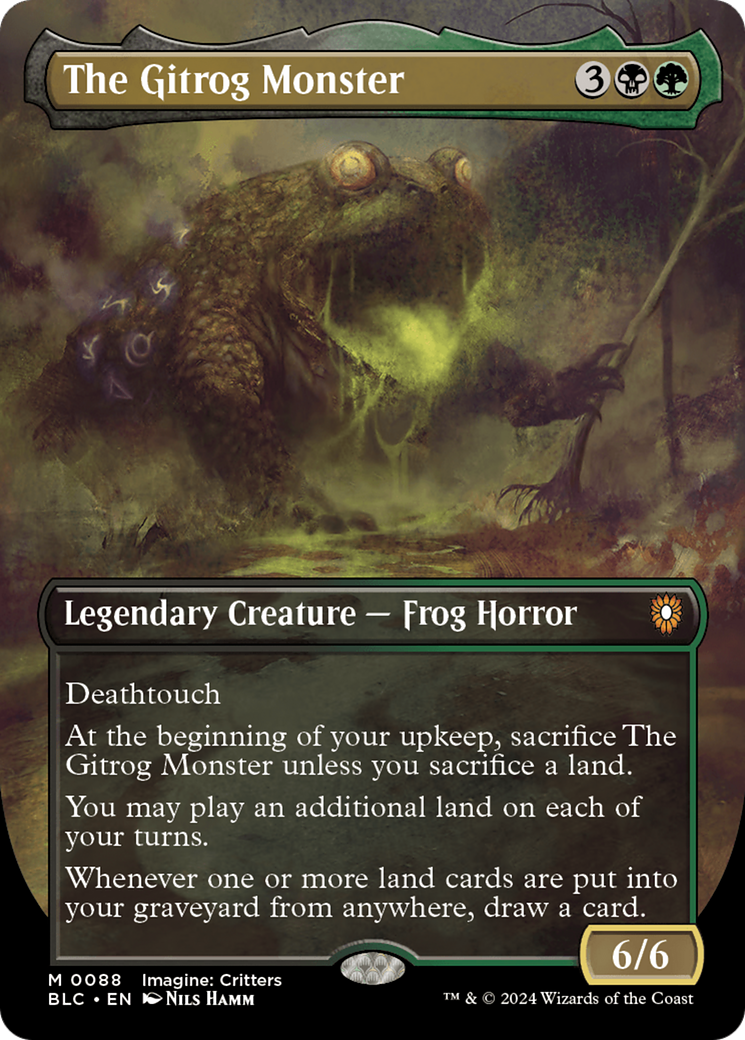 The Gitrog Monster 3
Legendary Creature — Frog Horror
Deathtouch
At the beginning of your upkeep, sacrifice The
Gitrog Monster unless you sacrifice a land.
You may play an additional land on each of
your turns.
Whenever one or more land cards are put into
your graveyard from anywhere, draw a card.
6/6
M 0088 Imagine: Critters
BLC • EN Nils Hamm
™ & © 2024 Wizards of the Coast